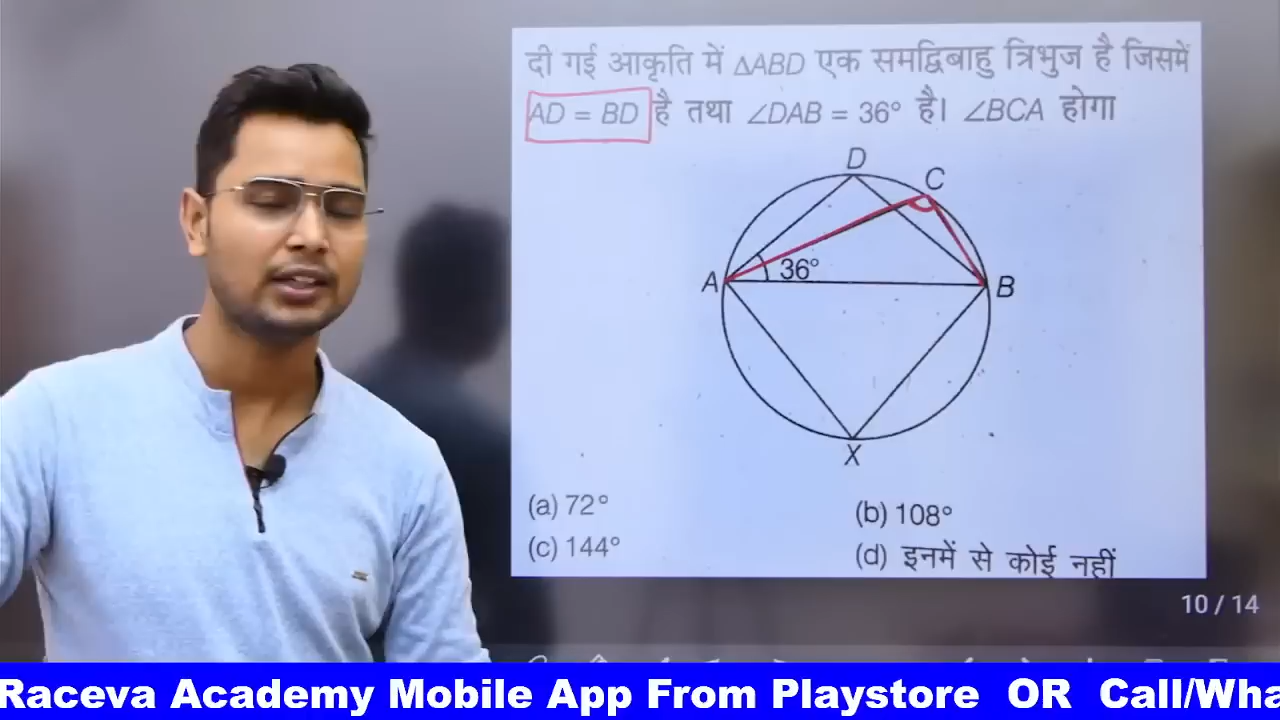 दी गई आकृति में ΔABD एक समद्विबाहु त्रिभुज है जिसमें
AD = BD है तथा ∠DAB = 36° है। ∠BCA होगा
D
C
A
36°
B
X
(a) 72°
(b) 108°
(c) 144°
(d) इनमें से कोई नहीं
10 / 14
Raceva Academy Mobile App From Playstore OR Call/Wha